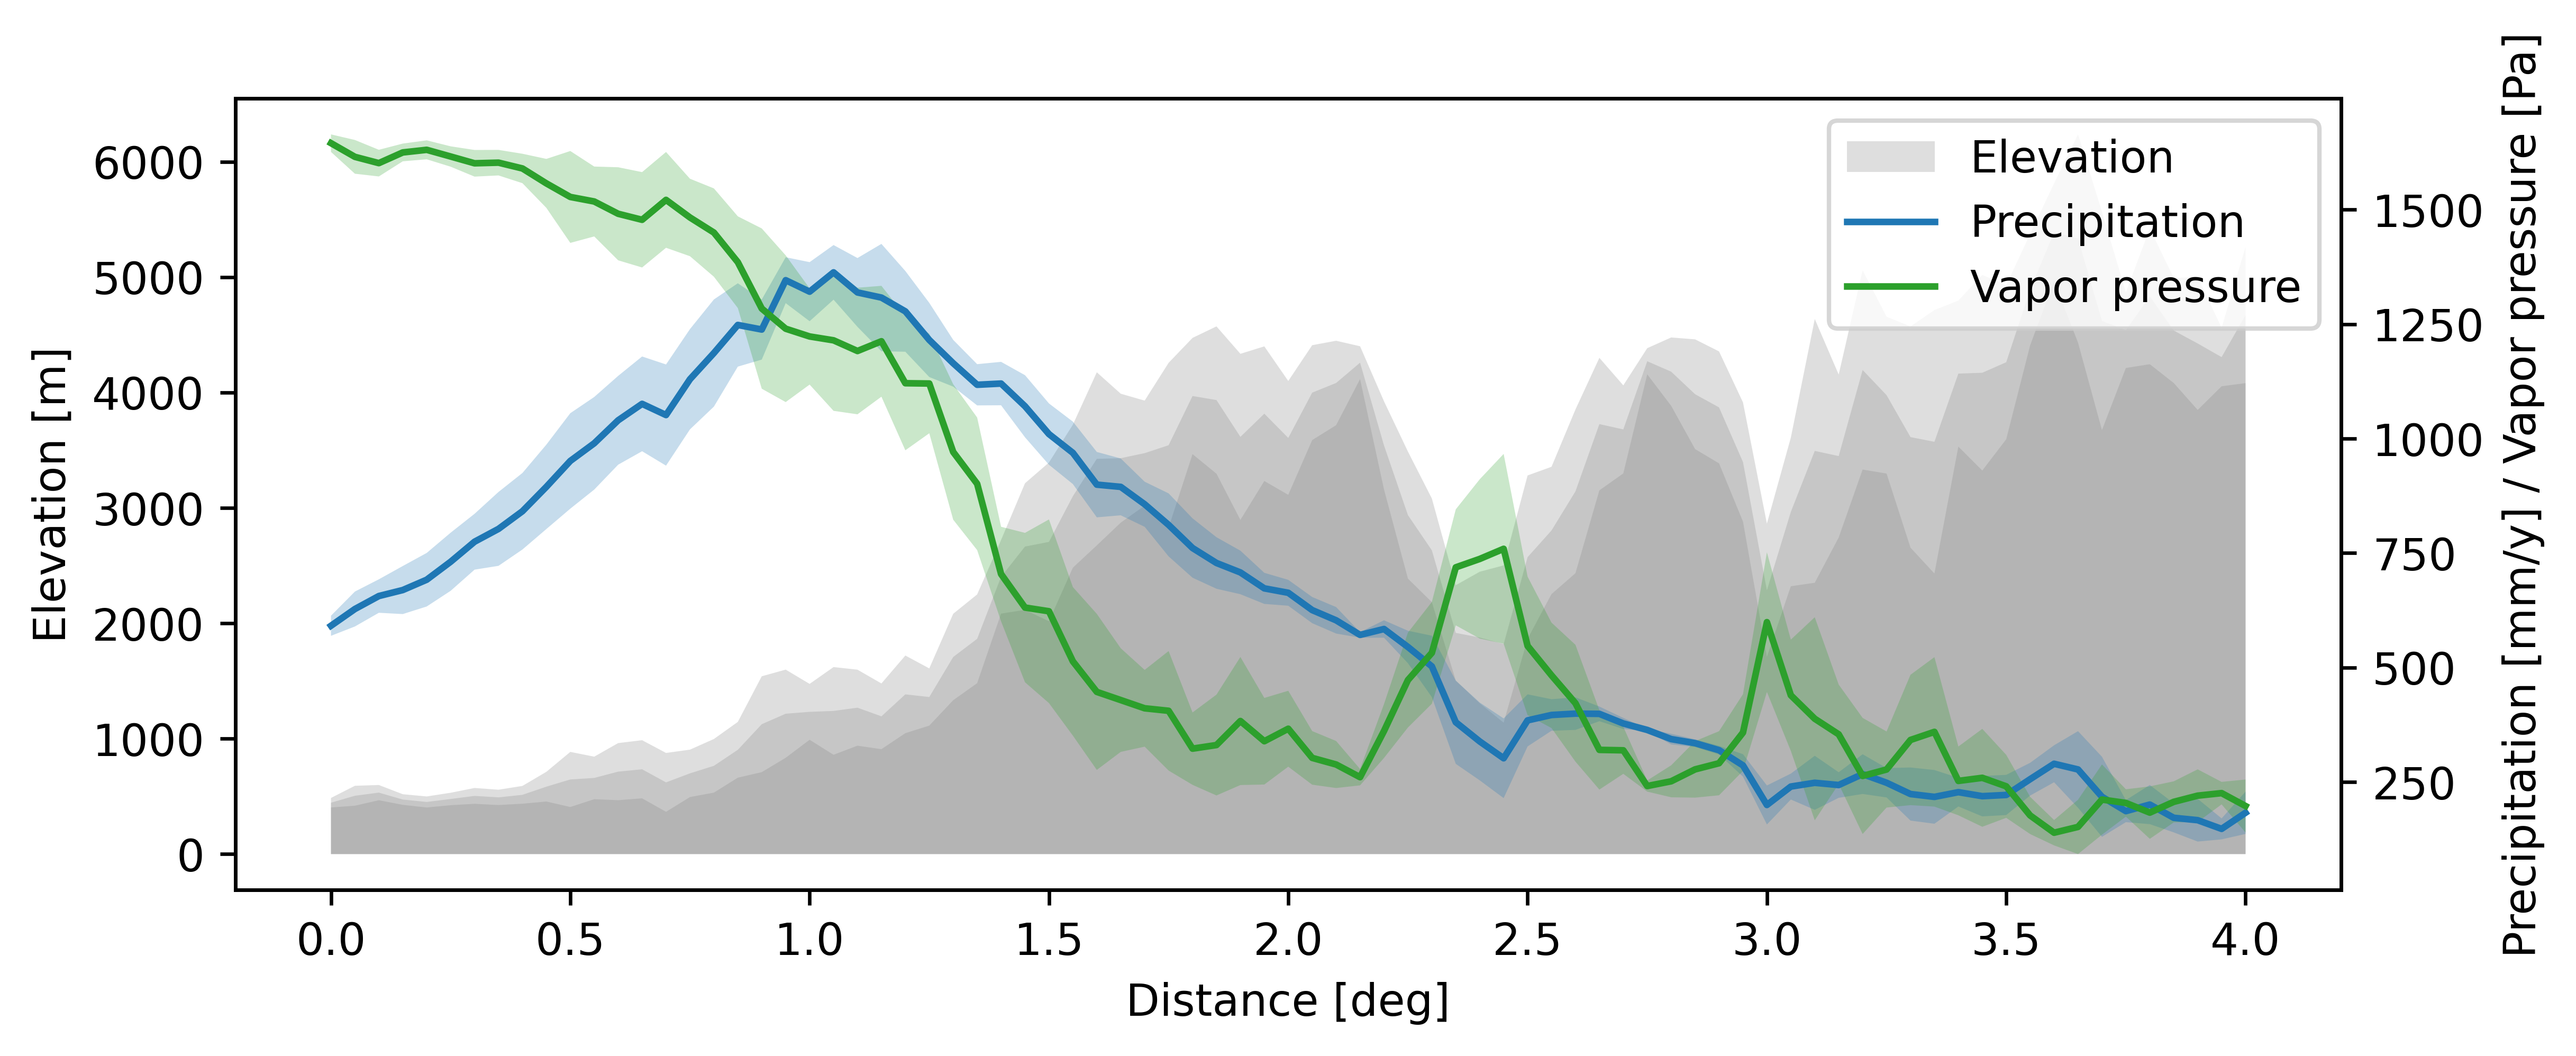 Elevation [m]
6000
5000
4000
3000
2000
1000
0
Elevation
Precipitation
Vapor pressure
1500
1250
1000
750
500
250
Precipitation [mm/y] / Vapor pressure [Pa]
0.0 0.5 1.0 1.5 2.0 2.5 3.0 3.5 4.0
Distance [deg]